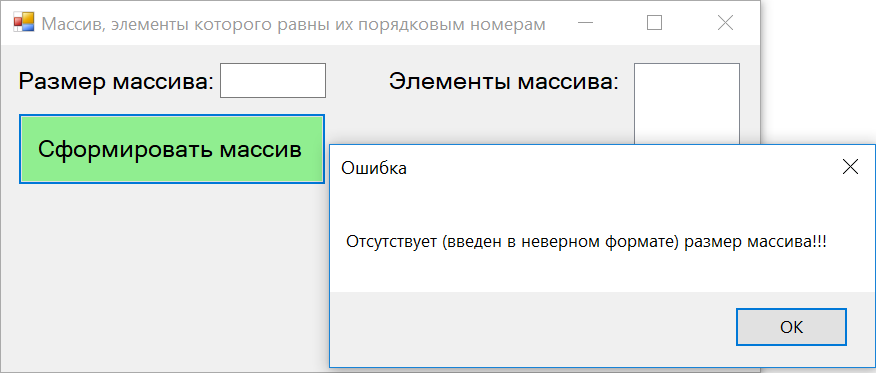 Массив, элементы которого равны их порядковым номерам
Размер массива:
Элементы массива:
Сформировать массив
Ошибка
Отсутствует (введен в неверном формате) размер массива!!!
OK